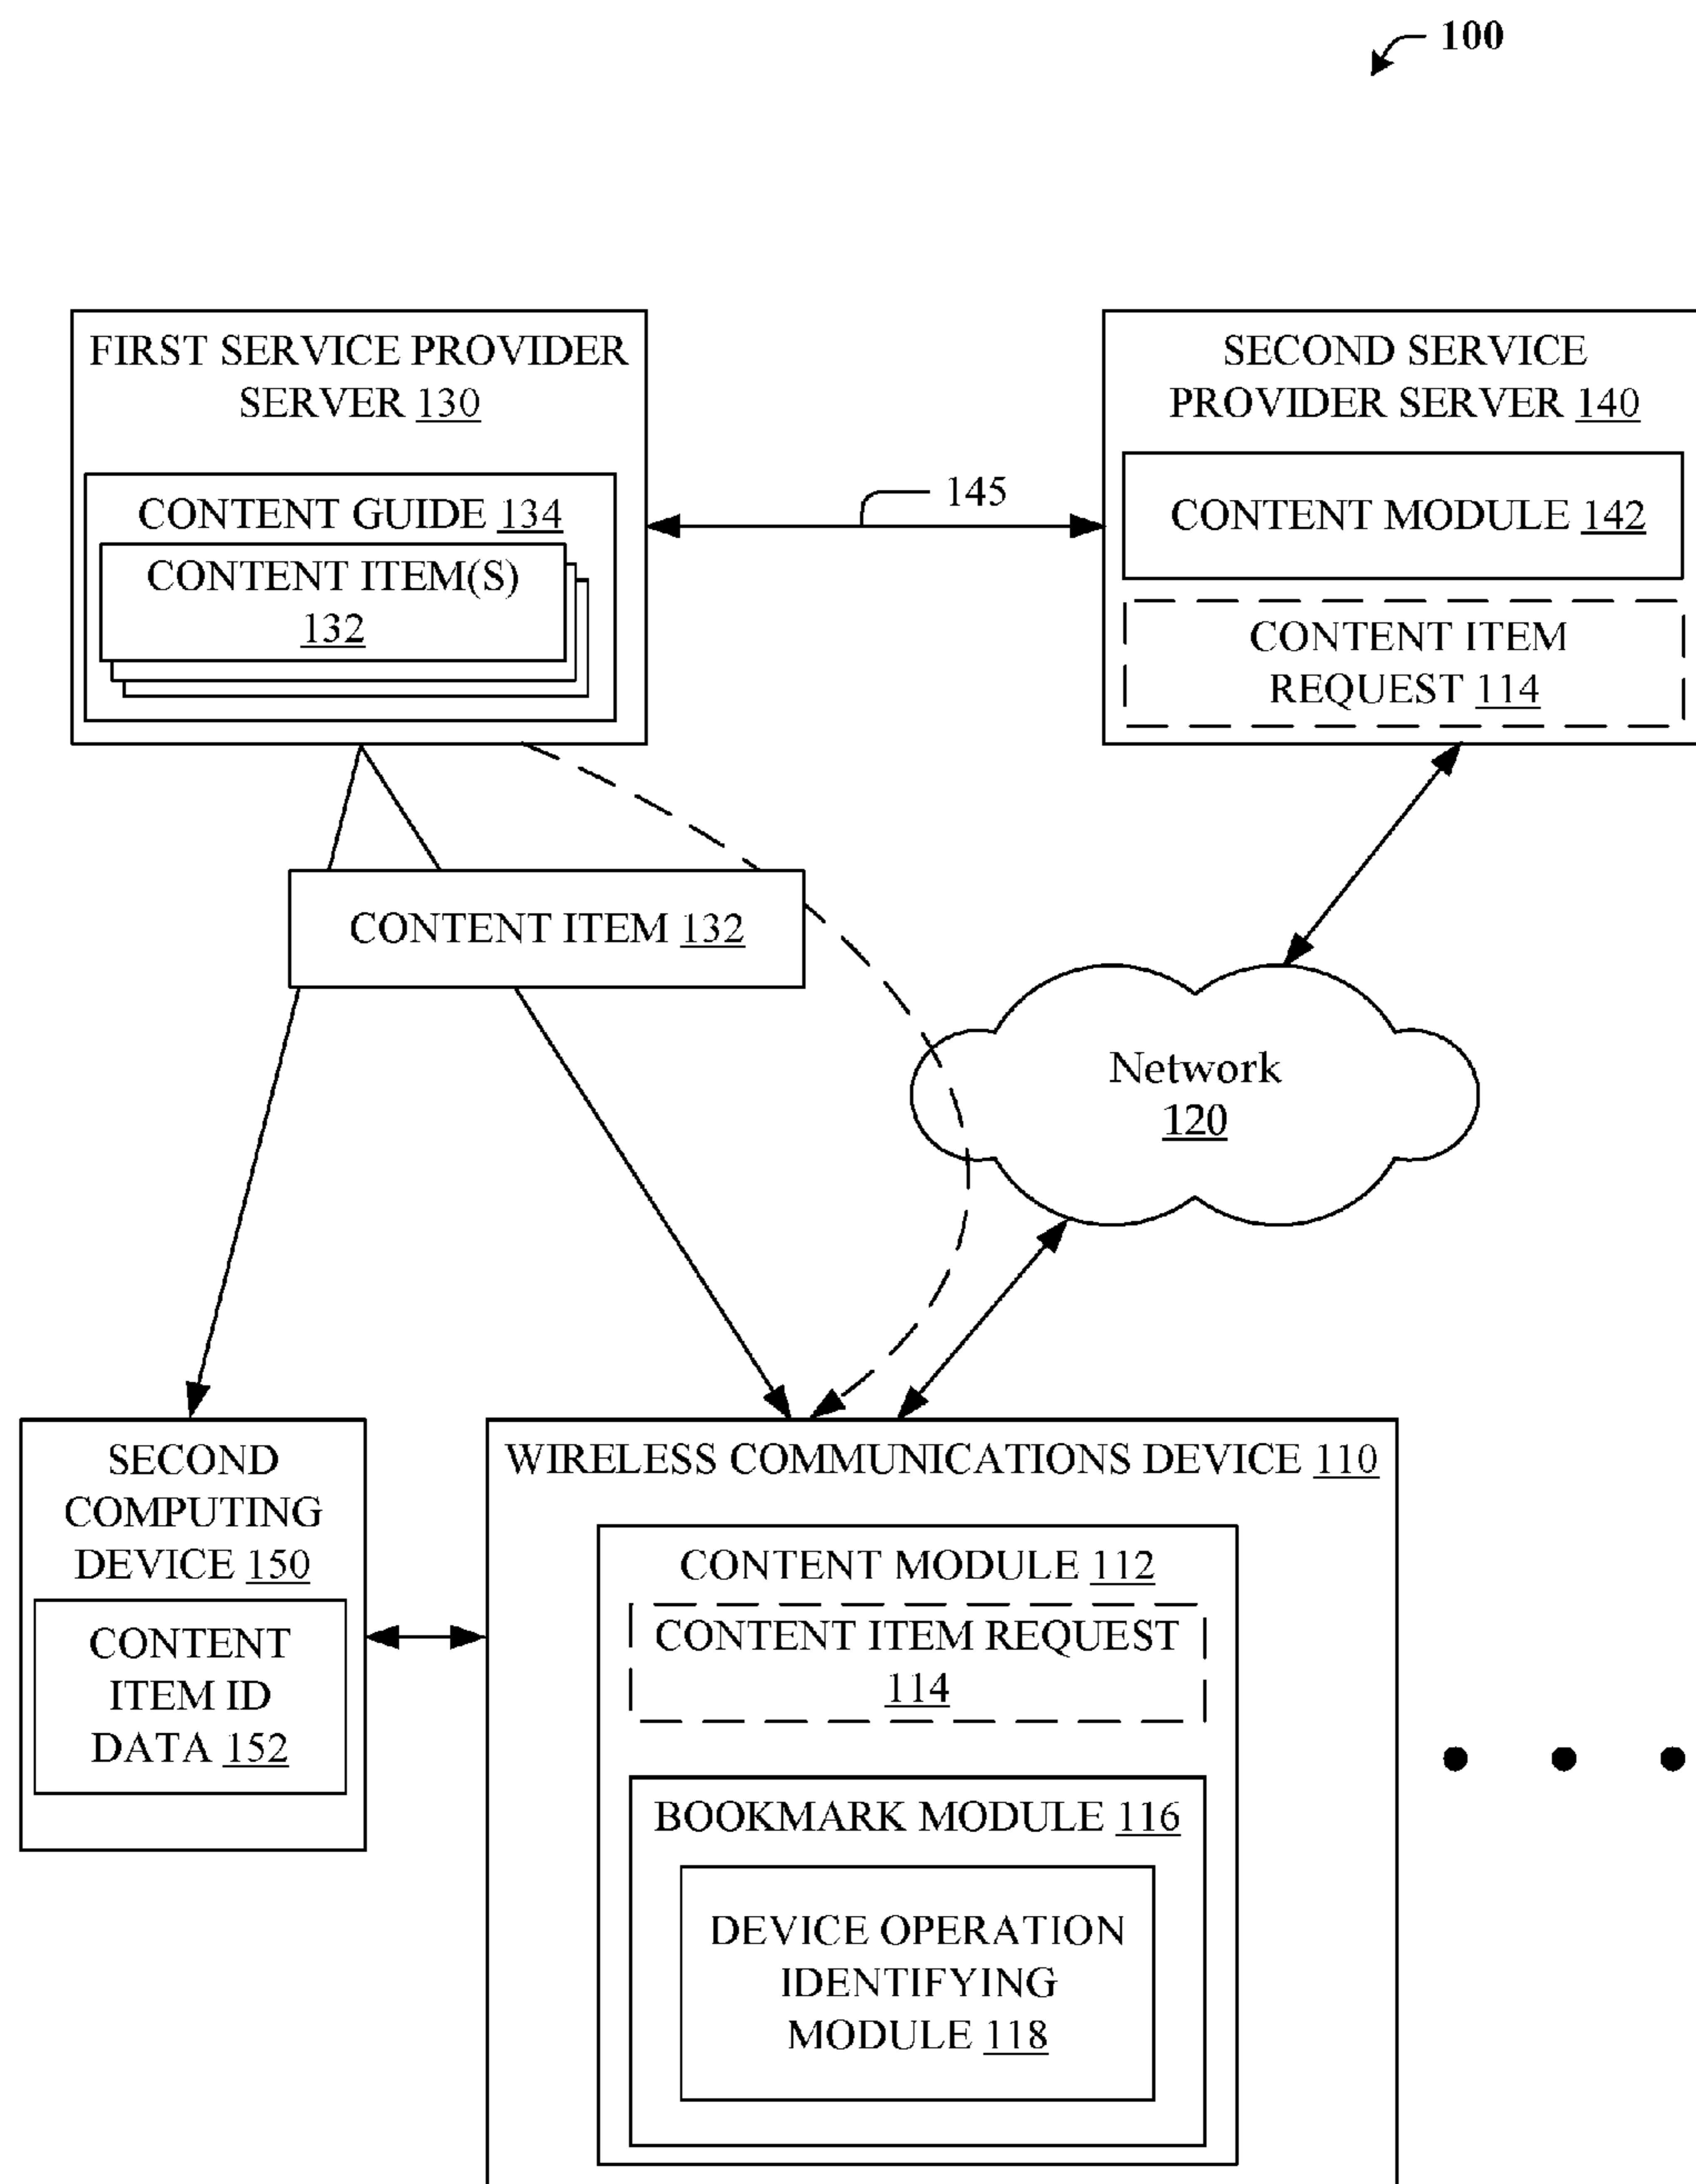 100
FIRST SERVICE PROVIDER
SERVER 130
CONTENT GUIDE 134
CONTENT ITEM(S)
132
145
SECOND SERVICE
PROVIDER SERVER 140
CONTENT MODULE 142
CONTENT ITEM
REQUEST 114
CONTENT ITEM 132
Network
120
SECOND
COMPUTING
DEVICE 150
CONTENT
ITEM ID
DATA 152
WIRELESS COMMUNICATIONS DEVICE 110
CONTENT MODULE 112
CONTENT ITEM REQUEST
114
BOOKMARK MODULE 116
DEVICE OPERATION
IDENTIFYING
MODULE 118